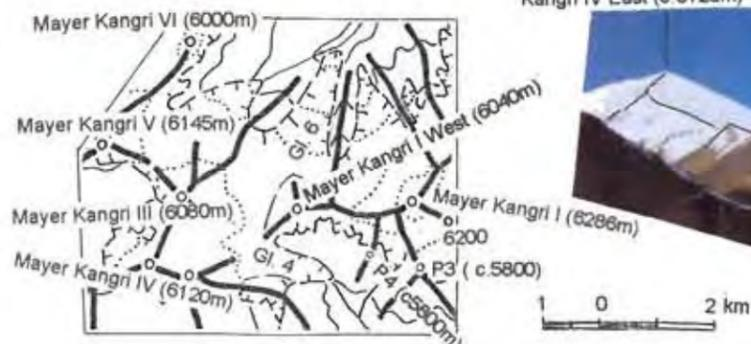 Mayer Kangri VI (6000m)
Mayer Kangri V (6145m)
Gl. 6
Mayer Kangri I West (6040m)
Mayer Kangri III (6080m)
Mayer Kangri I
(6286m)
6200
Gl. 4
Mayer Kangri IV (6120m)
P4 (c5800m)
P3 ( c.5800)
1 0 2 km